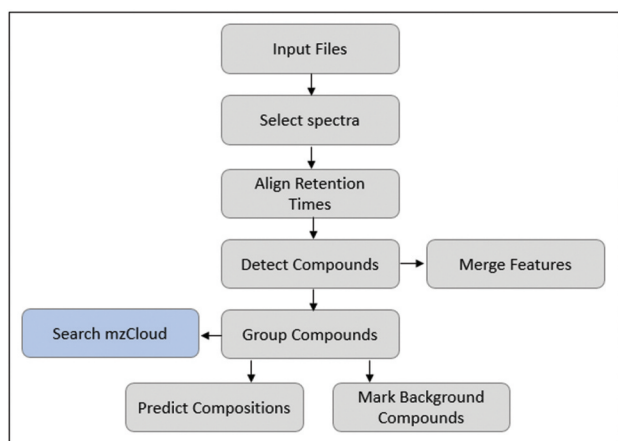 Input Files
Select spectra
Align Retention
Times
Detect Compounds
Merge Features
Search mzCloud
Group Compounds
Predict Compositions
Mark Background
Compounds